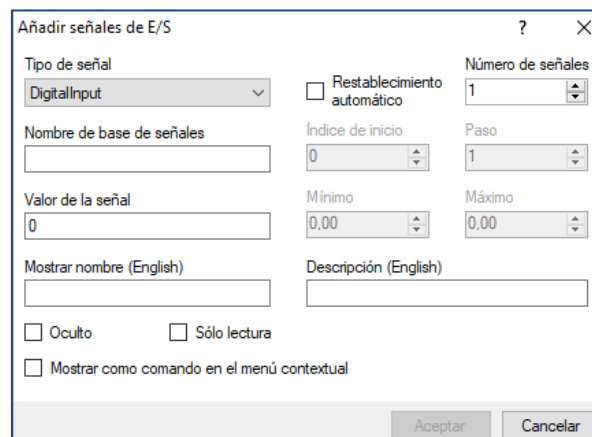 Añadir señales de E/S
?
Tipo de señal
Número de señales
DigitalInput
Restablecimiento
automático
1
Nombre de base de señales
Índice de inicio
Paso
0
1
Valor de la señal
Mínimo
Máximo
0
0,00
0,00
Mostrar nombre (English)
Descripción (English)
Oculto
Sólo lectura
Mostrar como comando en el menú contextual
Aceptar
Cancelar